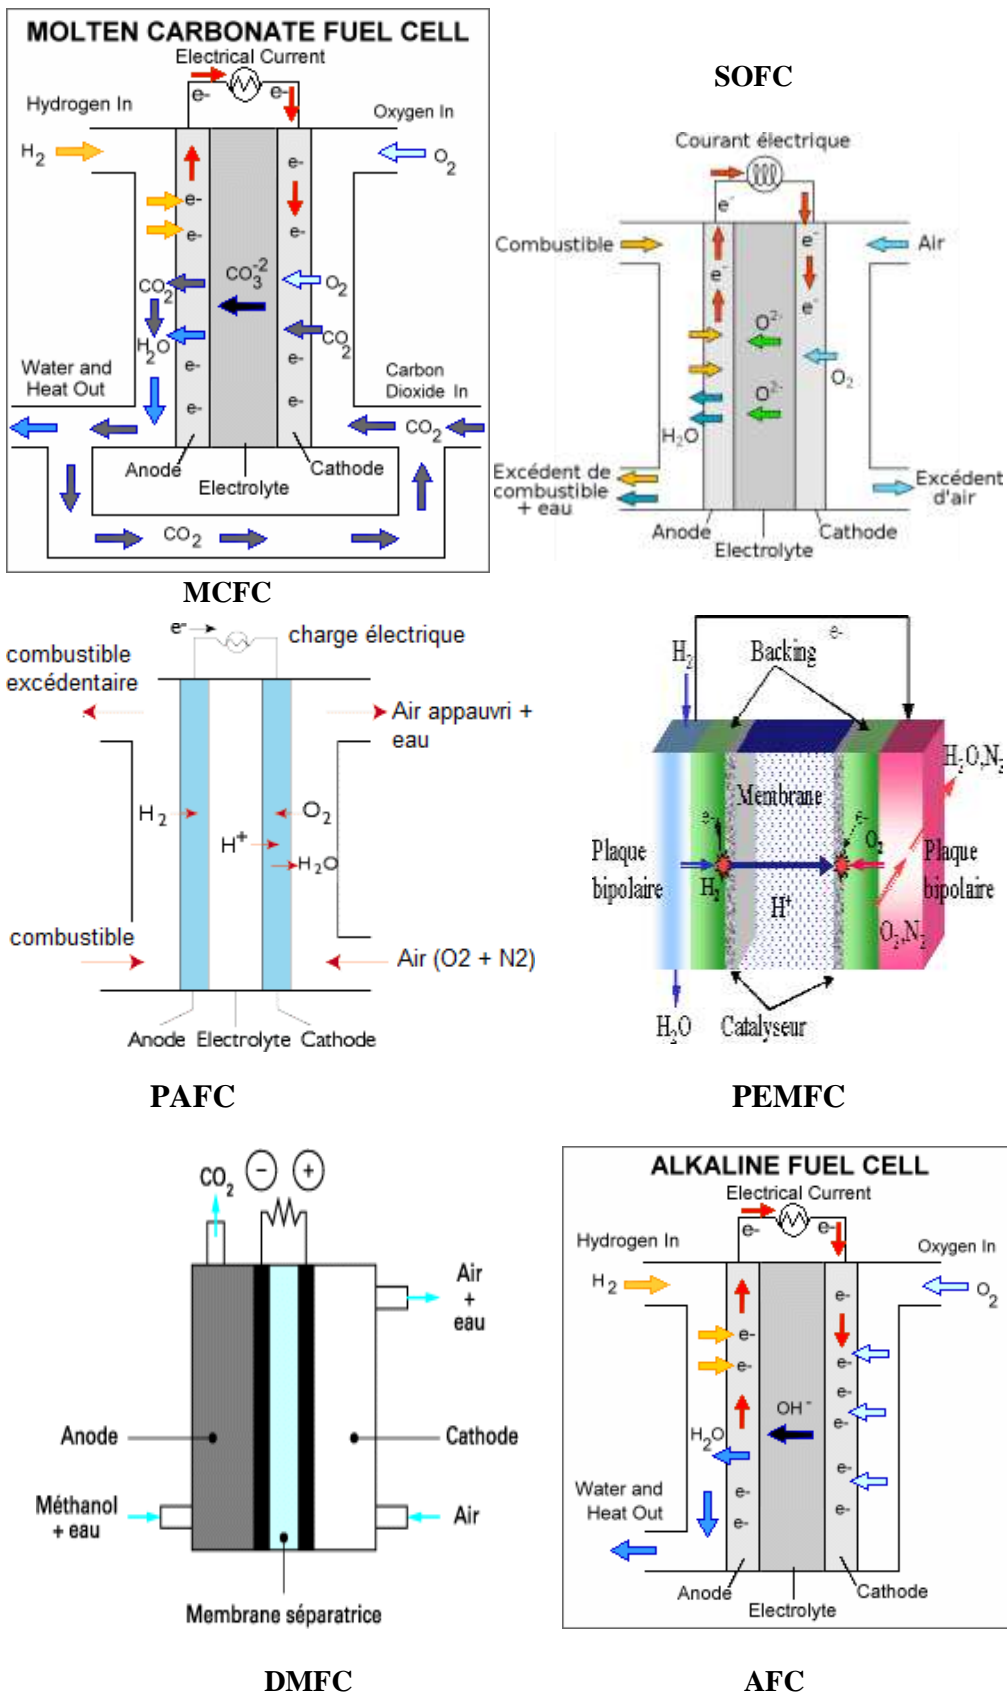 MOLTEN CARBONATE FUEL CELL
Electrical Current
e-
e-
Hydrogen In
Oxygen In
H2
O2
e-
e-
e-
e-
e-
CO3-2
CO2
O2
H2O
CO2
e-
e-
Water and
Heat Out
Carbon
Dioxide In
e-
e-
CO2
Anode
Cathode
Electrolyte
CO2
MCFC
SOFC
Courant électrique
e-
Combustible
Air
e-
e-
e-
O2-
O2
O2-
H2O
Excédent de
combustible
+ eau
Excédent
d'air
Anode
Cathode
Electrolyte
e-
charge électrique
combustible
excédentaire
Air appauvri +
eau
H2
O2
H+
H2O
combustible
Air (O2 + N2)
Anode Electrolyte Cathode
PAFC
e-
H2
Backing
H2O,N2
Membrane
e-
e-
O2
Plaque
bipolaire
Plaque
bipolaire
H2
H+
O2,N2
H2O
Catalyseur
PEMFC
CO2
−
+
Air
+
eau
Anode
Cathode
Méthanol
+ eau
Air
Membrane séparatrice
DMFC
ALKALINE FUEL CELL
Electrical Current
e-
e-
Hydrogen In
Oxygen In
H2
O2
e-
e-
e-
e-
e-
OH-
e-
H2O
e-
Water and
Heat Out
e-
e-
e-
Anode
Cathode
Electrolyte
AFC